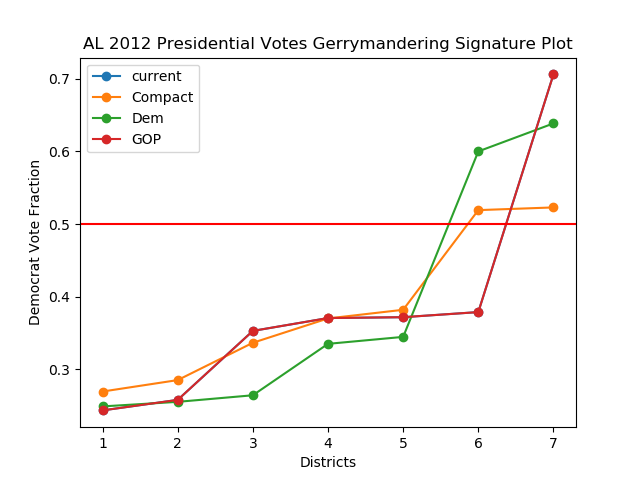 AL 2012 Presidential Votes Gerrymandering Signature Plot
current
Compact
Dem
GOP
Democrat Vote Fraction
0.7
0.6
0.5
0.4
0.3
1 2 3 4 5 6 7
Districts